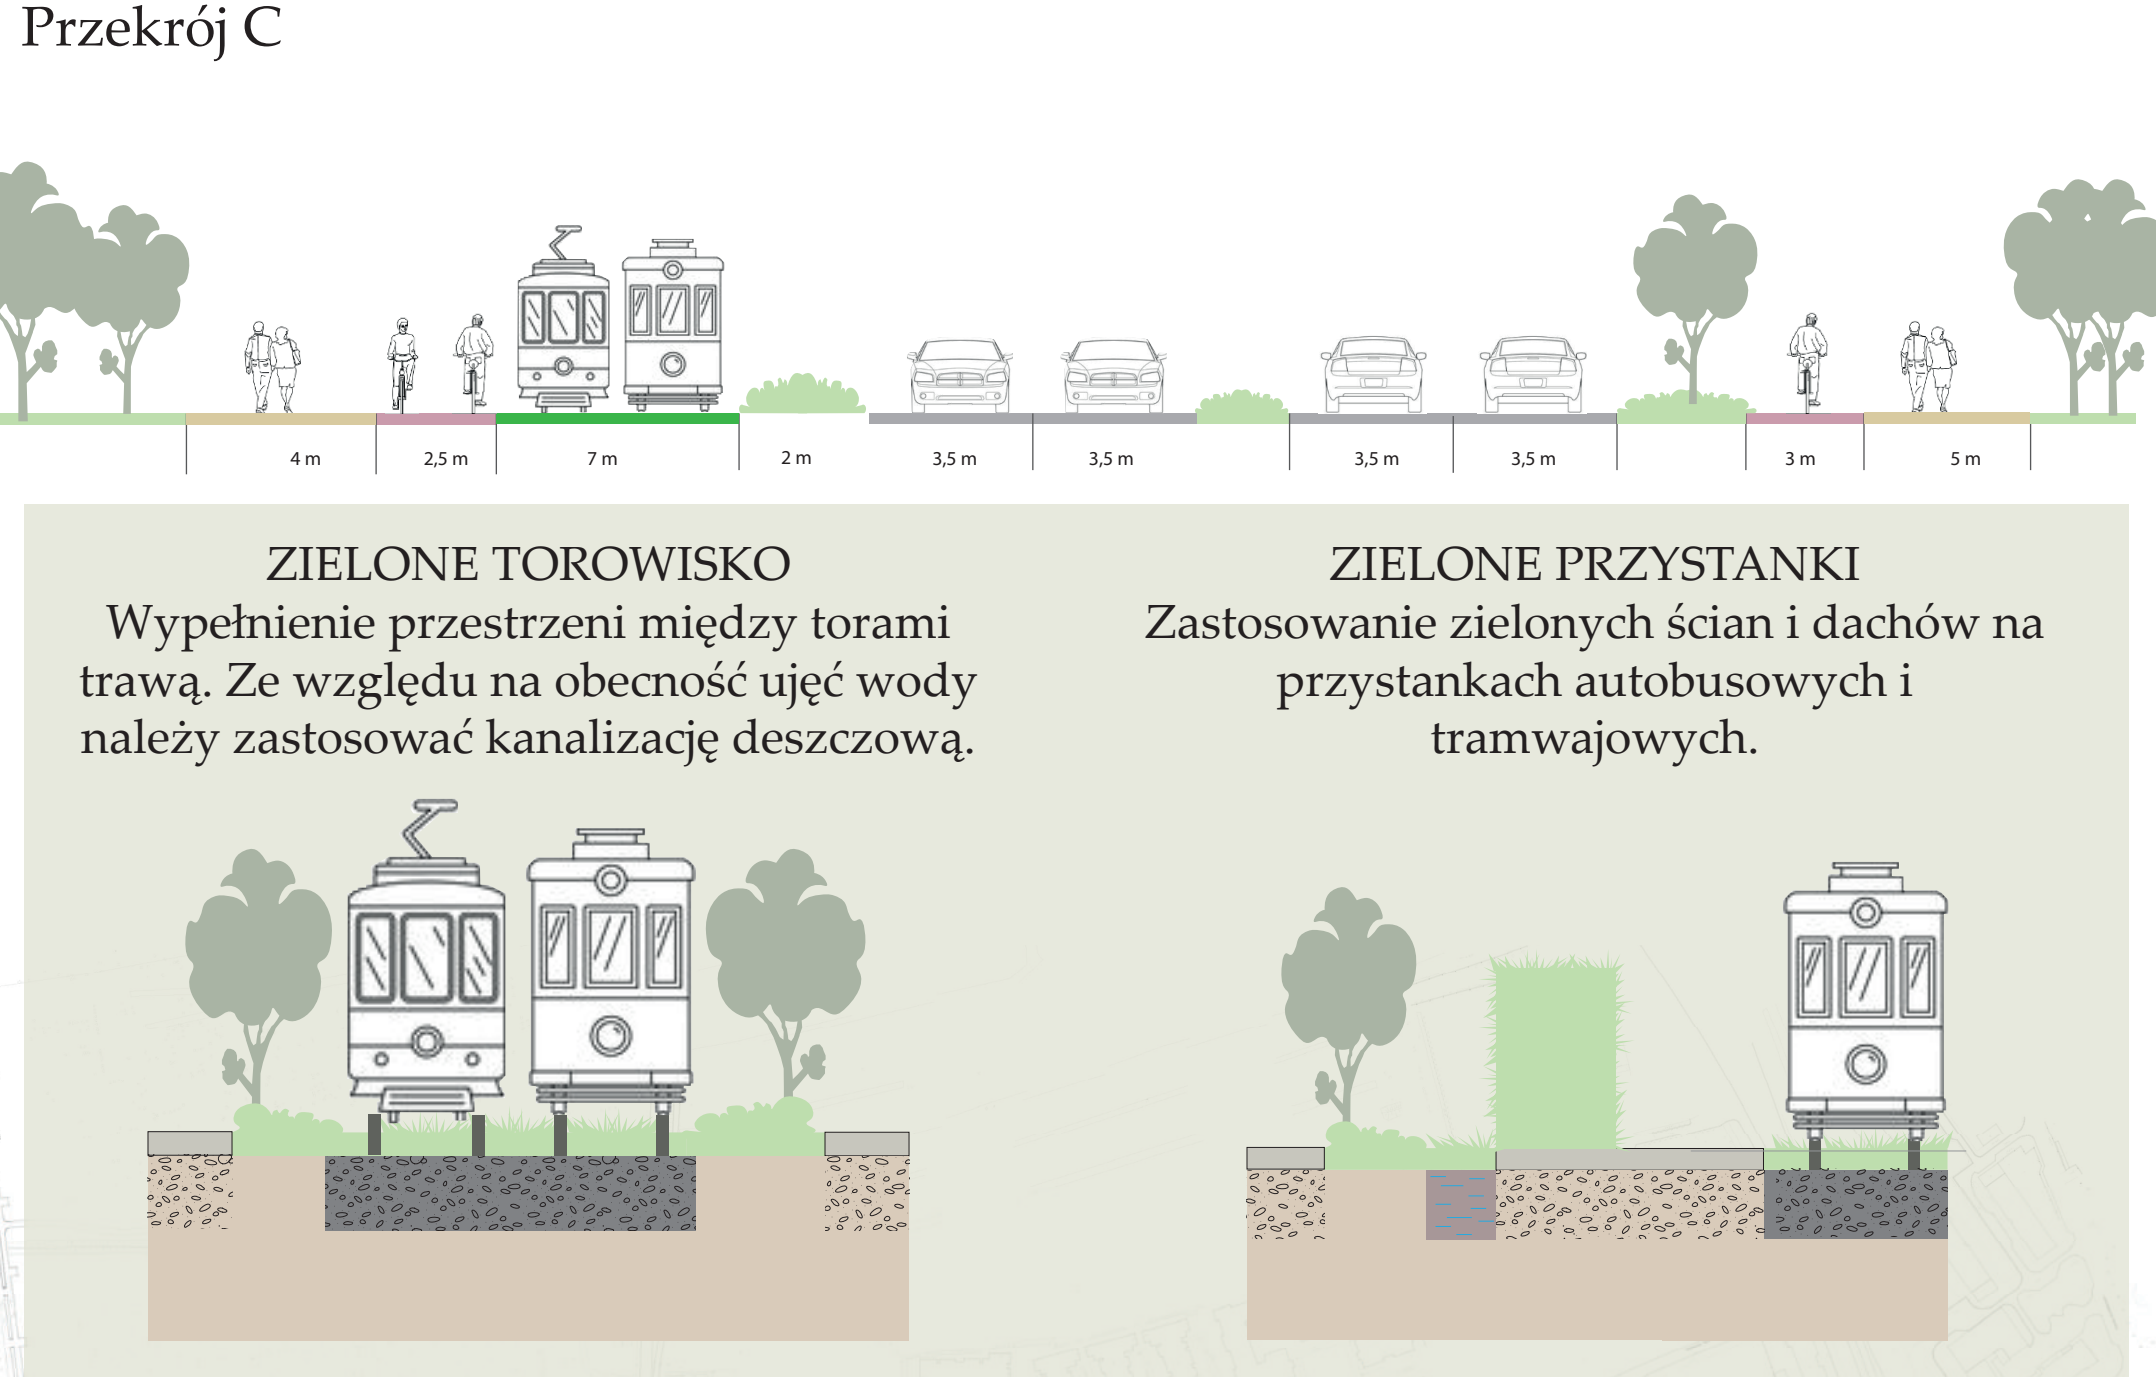 Przekrój C
4 m 2,5 m 7 m 2 m 3,5 m 3,5 m 3,5 m 3,5 m 3 m 5 m
ZIELONE TOROWISKO
Wypełnienie przestrzeni między torami
trawą. Ze względu na obecność ujęć wody
należy zastosować kanalizację deszczową.
ZIELONE PRZYSTANKI
Zastosowanie zielonych ścian i dachów na
przystankach autobusowych i
tramwajowych.